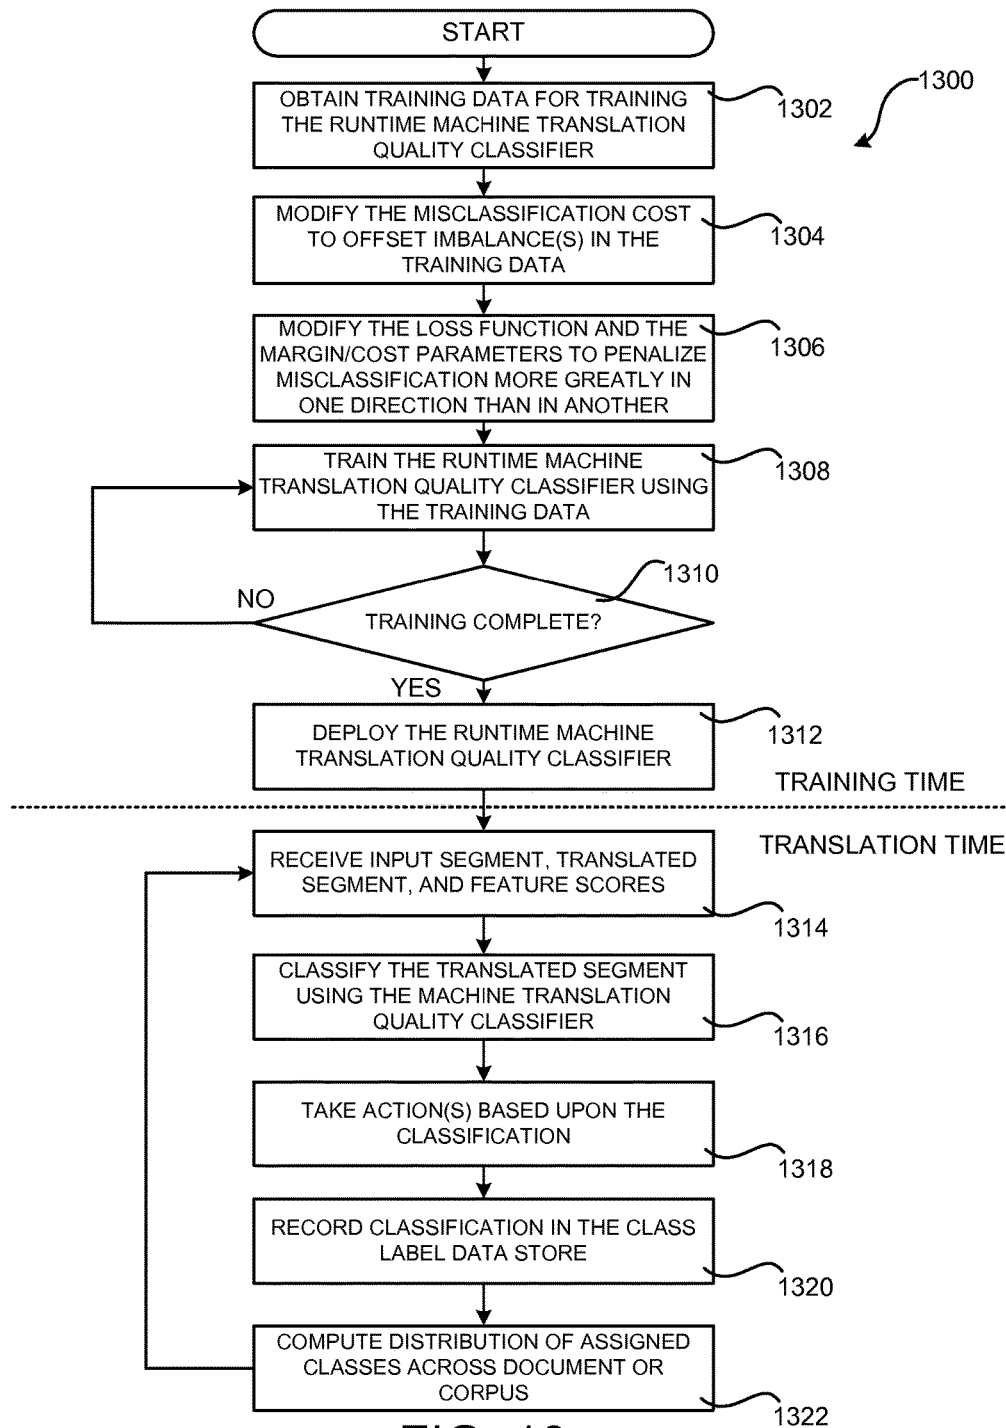 START
1300
OBTAIN TRAINING DATA FOR TRAINING
THE RUNTIME MACHINE TRANSLATION
QUALITY CLASSIFIER
1302
MODIFY THE MISCLASSIFICATION COST
TO OFFSET IMBALANCE(S) IN THE
TRAINING DATA
1304
MODIFY THE LOSS FUNCTION AND THE
MARGIN/COST PARAMETERS TO PENALIZE
MISCLASSIFICATION MORE GREATLY IN
ONE DIRECTION THAN IN ANOTHER
1306
TRAIN THE RUNTIME MACHINE
TRANSLATION QUALITY CLASSIFIER USING
THE TRAINING DATA
1308
1310
NO
TRAINING COMPLETE?
YES
DEPLOY THE RUNTIME MACHINE
TRANSLATION QUALITY CLASSIFIER
1312
TRAINING TIME
TRANSLATION TIME
RECEIVE INPUT SEGMENT, TRANSLATED
SEGMENT, AND FEATURE SCORES
1314
CLASSIFY THE TRANSLATED SEGMENT
USING THE MACHINE TRANSLATION
QUALITY CLASSIFIER
1316
TAKE ACTION(S) BASED UPON THE
CLASSIFICATION
1318
RECORD CLASSIFICATION IN THE CLASS
LABEL DATA STORE
1320
COMPUTE DISTRIBUTION OF ASSIGNED
CLASSES ACROSS DOCUMENT OR
CORPUS
1322